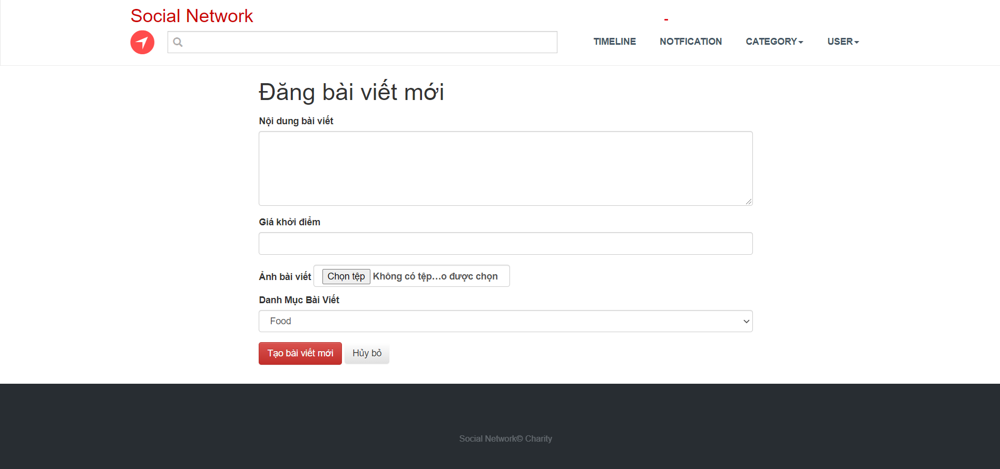 Social Network
-
TIMELINE NOTFICATION CATEGORY USER
Đăng bài viết mới
Nội dung bài viết
Giá khởi điểm
Ảnh bài viết Chọn tệp Không có tệp...o được chọn
Danh Mục Bài Viết
Food
Tạo bài viết mới Hủy bỏ
Social Network© Charity